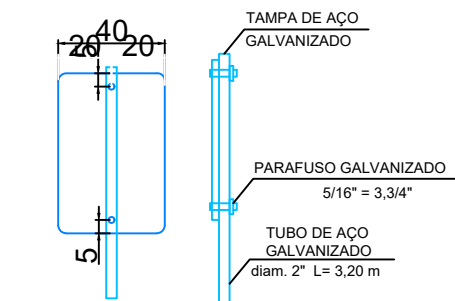 40
20
20
5
5
TAMPA DE AÇO
GALVANIZADO
PARAFUSO GALVANIZADO
5/16" = 3,3/4"
TUBO DE AÇO
GALVANIZADO
diam. 2" L= 3,20 m